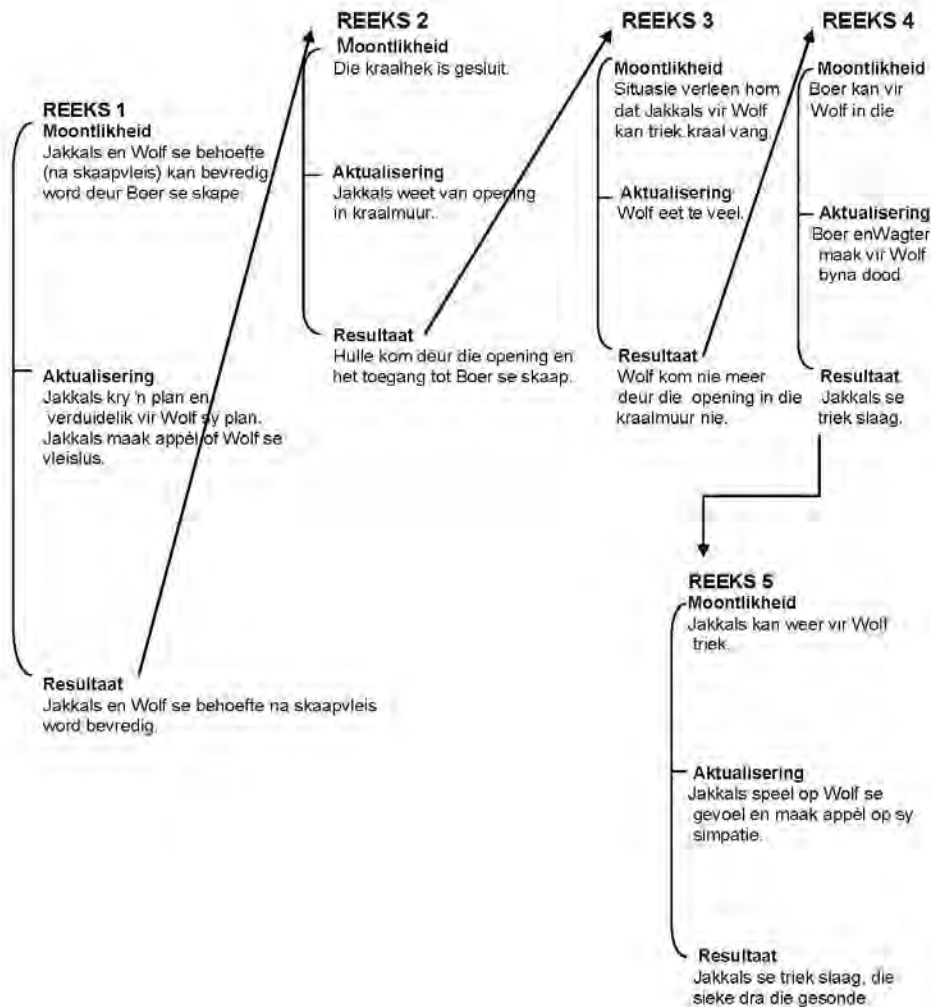 REEKS 1
Moontlikheid
Jakkals en Wolf se behoefte
(na skaapvleis) kan bevredig
word deur Boer se skape.
Aktualisering
Jakkals kry 'n plan en
verduidelik vir Wolf sy plan.
Jakkals maak appèl of Wolf se
vleislus.
Resultaat
Jakkals en Wolf se behoefte na skaapvleis
word bevredig.
REEKS 2
Moontlikheid
Die kraalhek is gesluit.
Aktualisering
Jakkals weet van opening
in kraalmuur..
Resultaat
Hulle kom deur die opening en
het toegang tot Boer se skaap.
REEKS 3
Moontlikheid
Situasie verleen hom
dat Jakkals vir Wolf
kan triek kraal vang
Aktualisering
Wolf eet te veel.
Resultaat
Wolf kom nie meer
deur die opening in die
kraalmuur nie.
REEKS 4
Moontlikheid
Boer kan vir
Wolf in die
Aktualisering
Boer enWagter
maak vir Wolf
byna dood.
Resultaat
Jakkals se
triek slaag.
REEKS 5
Moontlikheid
Jakkals kan weer vir Wolf
triek.
Aktualisering
Jakkals speel op Wolf se
gevoel en maak appèl op sy
simpatie.
Resultaat
Jakkals se triek slaag, die
sieke dra die gesonde.